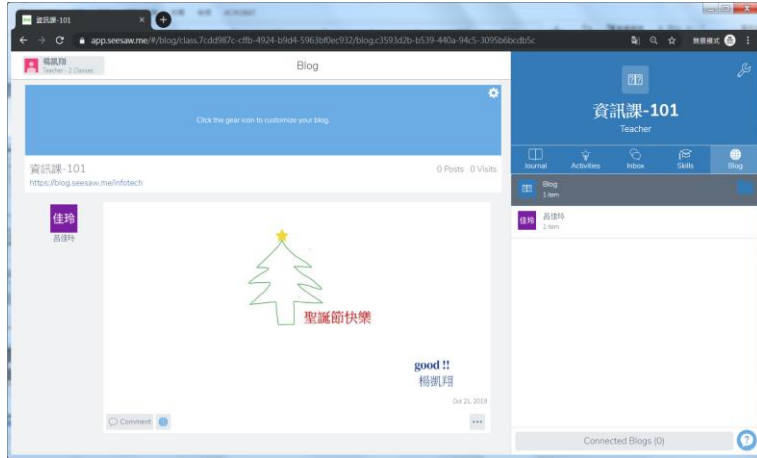 資訊課-101
app.seesaw.me/#/blog/class.7cdd987c-cffb-4924-b9d4-5963bf0ec932/blog.c3593d2b-b539-440a-94c5-3095b6bcdb5c
無痕模式
楊凱翔
Teacher - 2 Classes
Blog
Click the gear icon to customize your blog.
資訊課-101
0 Posts 0 Visits
https://blog.seesaw.me/infotech
佳玲
呂佳玲
聖誕節快樂
good !!
楊凱翔
Oct 21, 2019
Comment
資訊課-101
Teacher
Journal
Activities
Inbox
Skills
Blog
Blog
1 item
佳玲
呂佳玲
1 item
Connected Blogs (0)